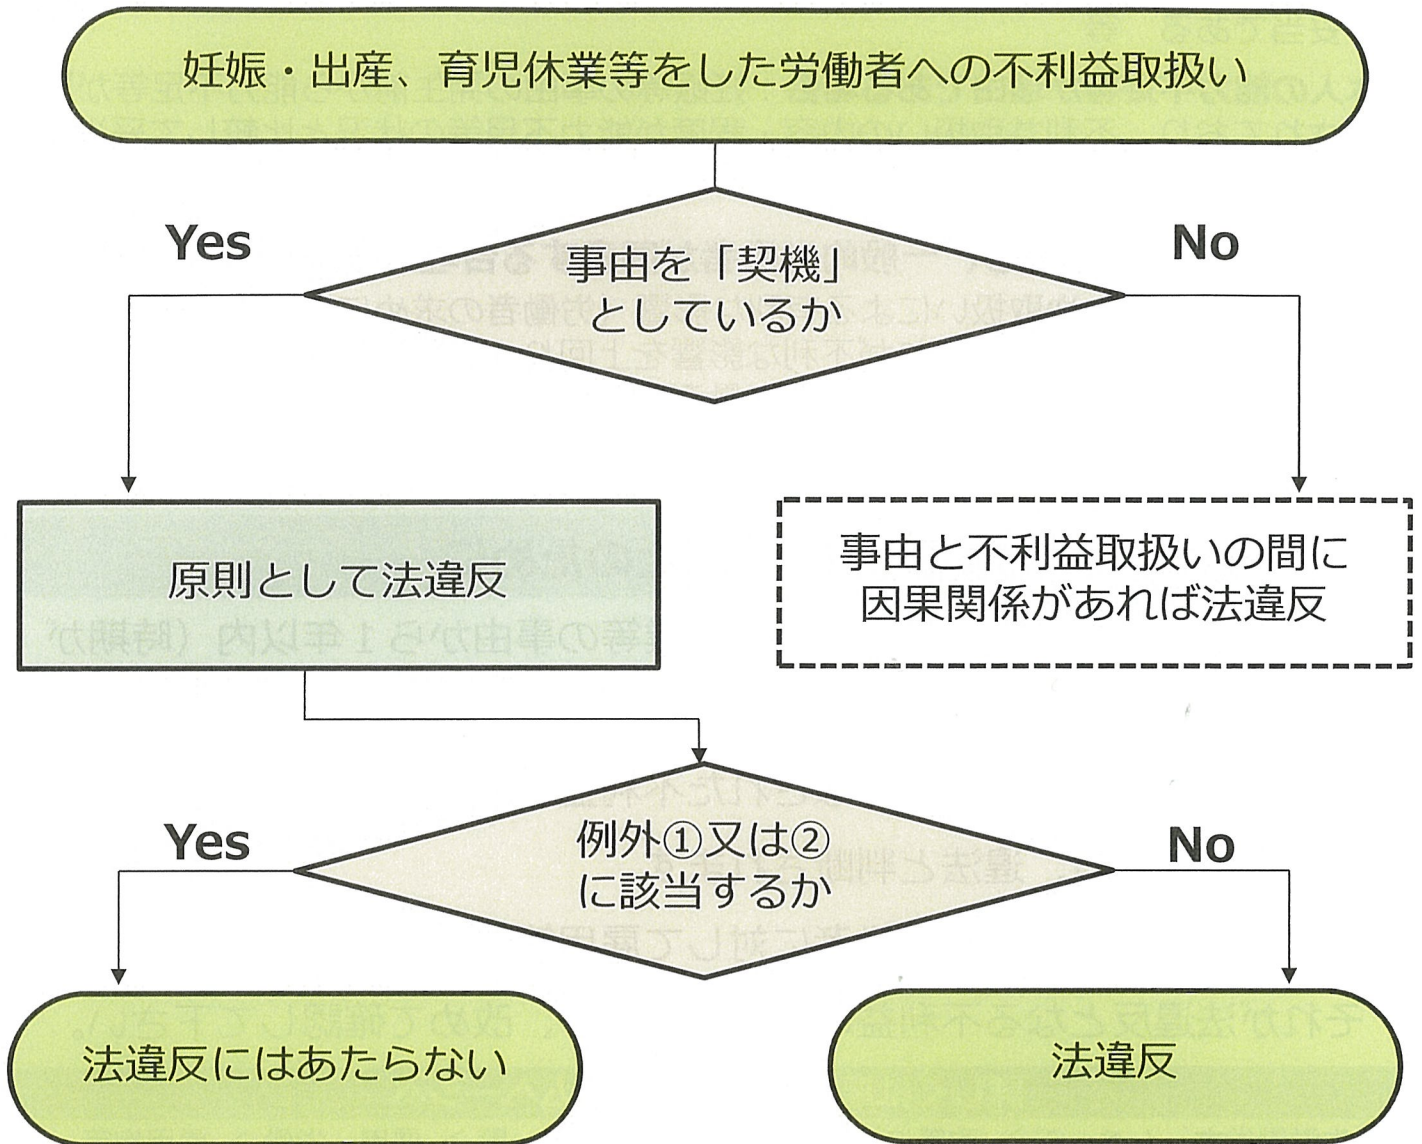 妊娠・出産、育児休業等をした労働者への不利益取扱い
Yes
No
事由を「契機」
としているか
原則として法違反
事由と不利益取扱いの間に
因果関係があれば法違反
Yes
No
例外①又は②
に該当するか
法違反にはあたらない
法違反